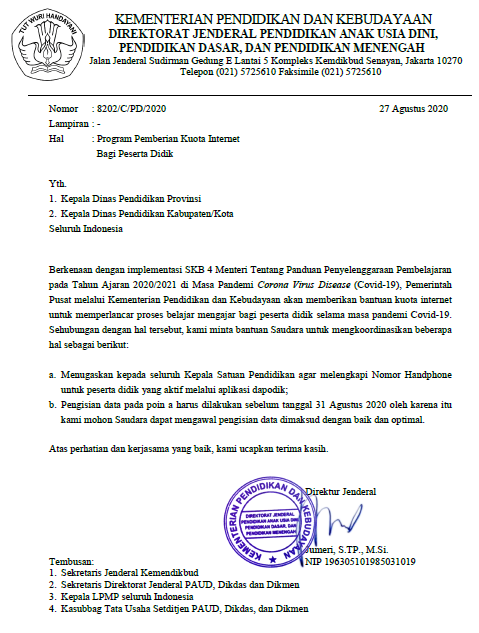 TUT WURI HANDAYANI
KEMENTERIAN PENDIDIKAN DAN KEBUDAYAAN
DIREKTORAT JENDERAL PENDIDIKAN ANAK USIA DINI,
PENDIDIKAN DASAR, DAN PENDIDIKAN MENENGAH
Jalan Jenderal Sudirman Gedung E Lantai 5 Kompleks Kemdikbud Senayan, Jakarta 10270
Telepon (021) 5725610 Faksimile (021) 5725610
Nomor : 8202/C/PD/2020 27 Agustus 2020
Lampiran : -
Hal : Program Pemberian Kuota Internet
Bagi Peserta Didik
Yth.
1. Kepala Dinas Pendidikan Provinsi
2. Kepala Dinas Pendidikan Kabupaten/Kota
Seluruh Indonesia
Berkenaan dengan implementasi SKB 4 Menteri Tentang Panduan Penyelenggaraan Pembelajaran
pada Tahun Ajaran 2020/2021 di Masa Pandemi Corona Virus Disease (Covid-19), Pemerintah
Pusat melalui Kementerian Pendidikan dan Kebudayaan akan memberikan bantuan kuota internet
untuk memperlancar proses belajar mengajar bagi peserta didik selama masa pandemi Covid-19.
Sehubungan dengan hal tersebut, kami minta bantuan Saudara untuk mengkoordinasikan beberapa
hal sebagai berikut:
a. Menugaskan kepada seluruh Kepala Satuan Pendidikan agar melengkapi Nomor Handphone
untuk peserta didik yang aktif melalui aplikasi dapodik;
b. Pengisian data pada poin a harus dilakukan sebelum tanggal 31 Agustus 2020 oleh karena itu
kami mohon Saudara dapat mengawal pengisian data dimaksud dengan baik dan optimal.
Atas perhatian dan kerjasama yang baik, kami ucapkan terima kasih.
Direktur Jenderal
KEMENTERIAN PENDIDIKAN DAN KEBUDAYAAN
DIREKTORAT JENDERAL
PENDIDIKAN ANAK USIA DINI
PENDIDIKAN DASAR, DAN
PENDIDIKAN MENENGAH
Jumeri, S.TP., M.Si.
NIP 196305101985031019
Tembusan:
1. Sekretaris Jenderal Kemendikbud
2. Sekretaris Direktorat Jenderal PAUD, Dikdas dan Dikmen
3. Kepala LPMP seluruh Indonesia
4. Kasubbag Tata Usaha Setditjen PAUD, Dikdas, dan Dikmen